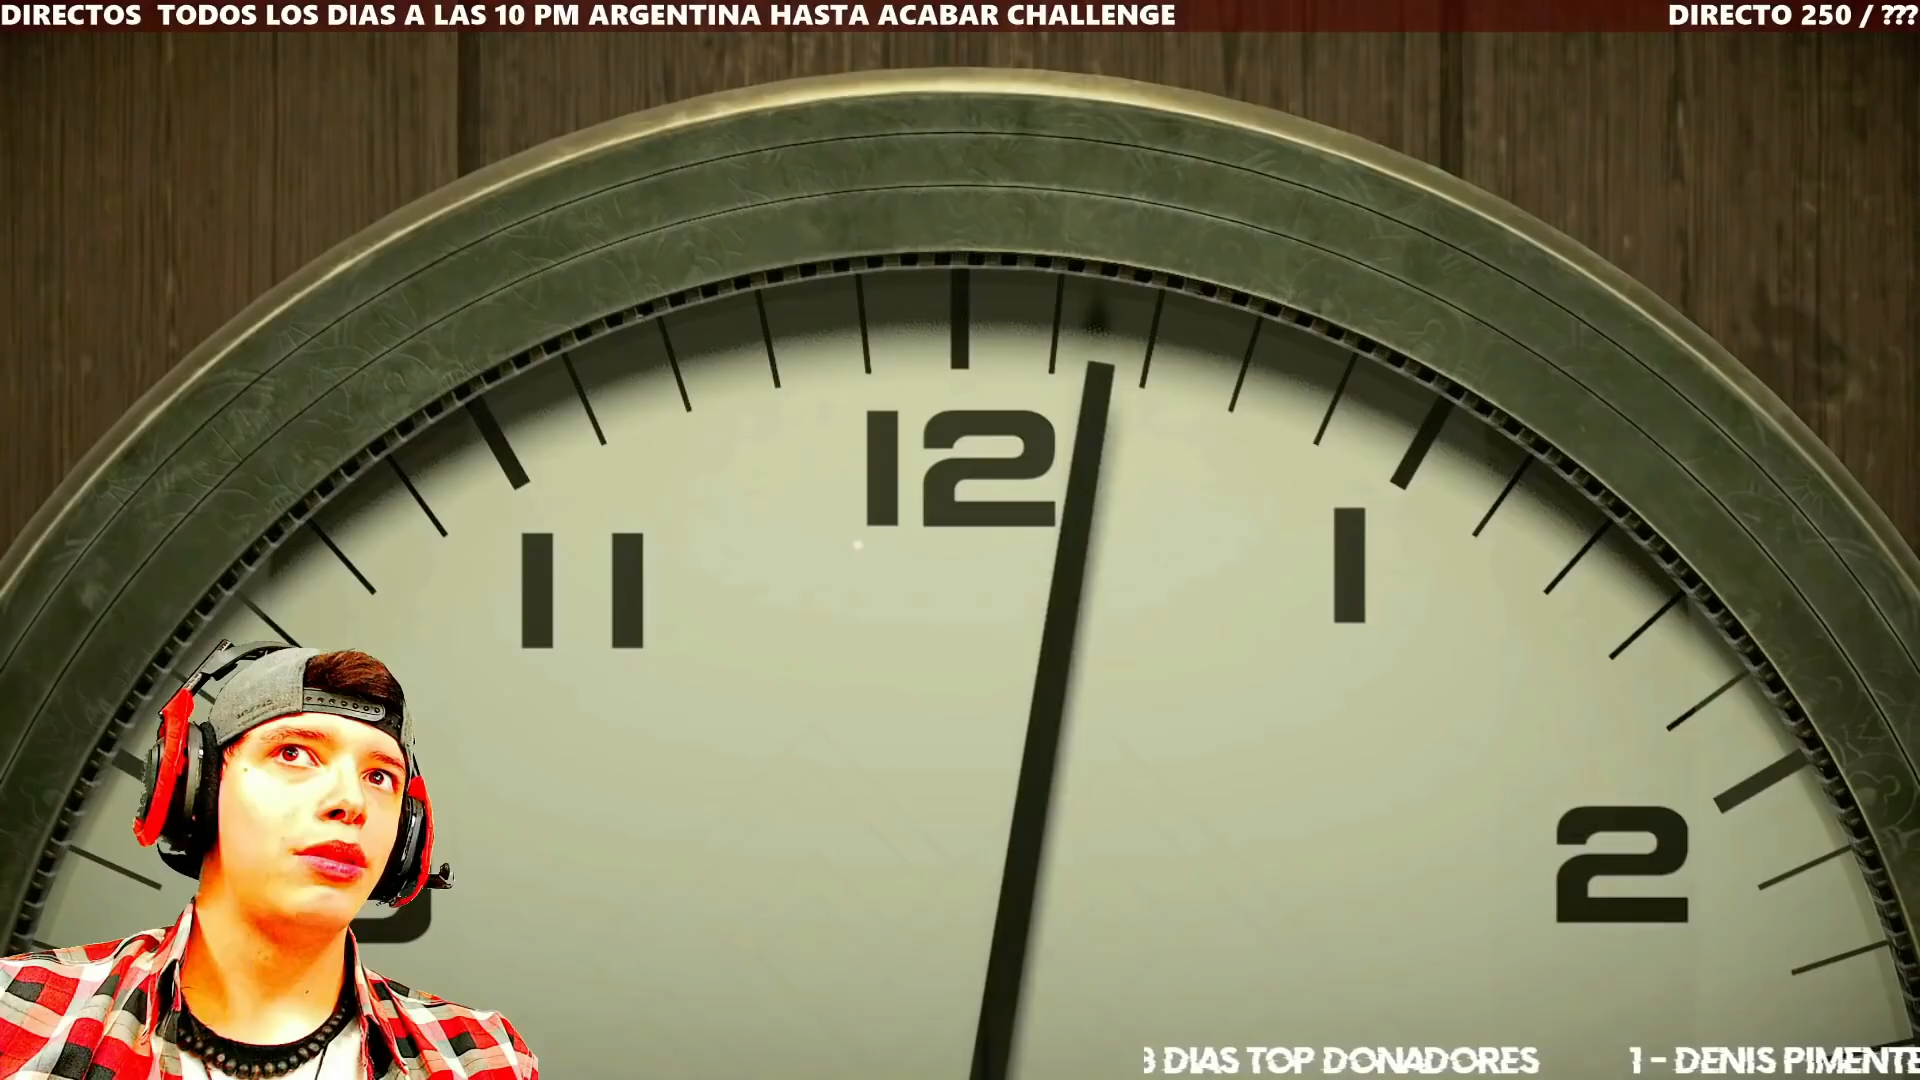 DIRECTOS TODOS LOS DIAS A LAS 10 PM ARGENTINA HASTA ACABAR CHALLENGE
DIRECTO 250 / ???
12
11
1
2
DIAS TOP DONADORES
1 - DENIS PIMENTE